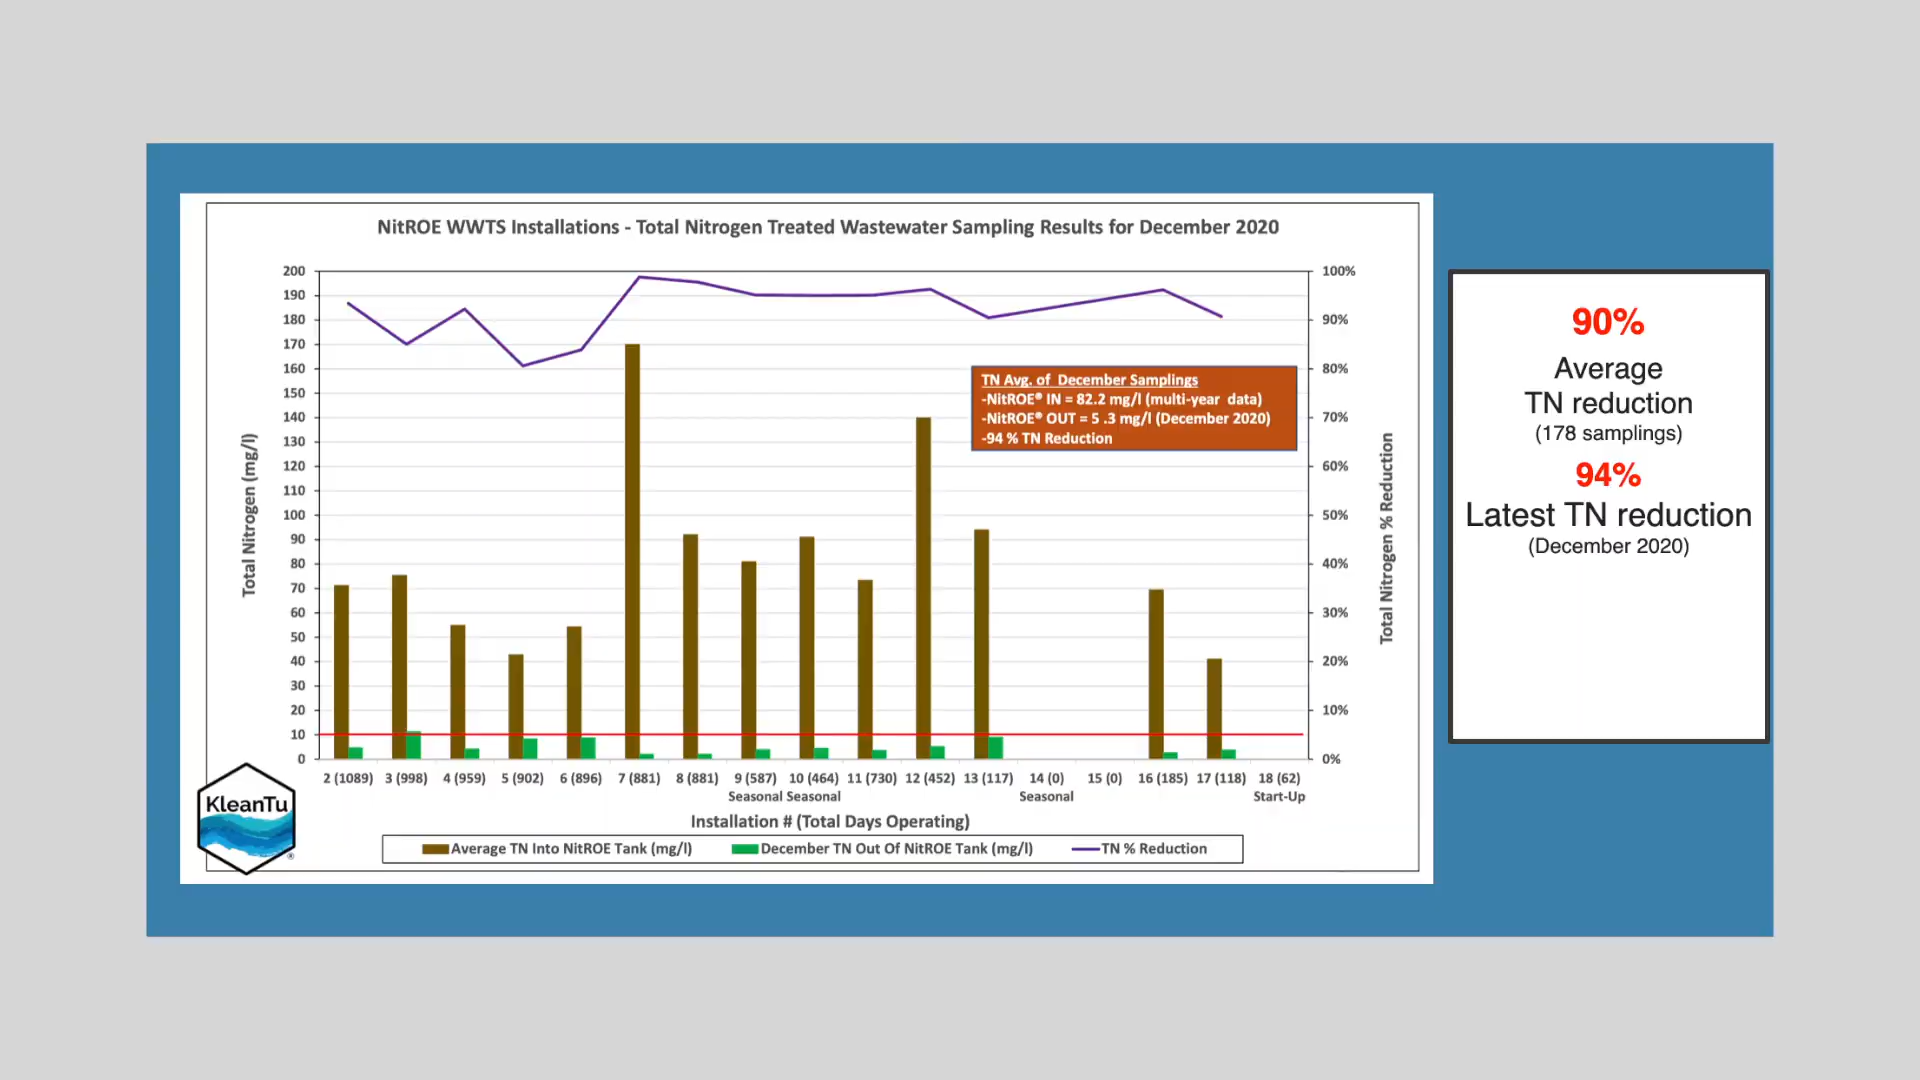 NitROE WWTS Installations - Total Nitrogen Treated Wastewater Sampling Results for December 2020
200
190
180
170
160
150
140
130
120
110
100
90
80
70
60
50
40
30
20
10
0
Total Nitrogen (mg/l)
100%
90%
80%
70%
60%
50%
40%
30%
20%
10%
0%
Total Nitrogen % Reduction
TN Avg. of December Samplings
-NitROE® IN = 82.2 mg/l (multi-year data)
-NitROE® OUT = 5 .3 mg/l (December 2020)
-94 % TN Reduction
2 (1089) 3 (998) 4 (959) 5 (902) 6 (896) 7 (881) 8 (881) 9 (587) 10 (464) 11 (730) 12 (452) 13 (117) 14 (0) 15 (0) 16 (185) 17 (118) 18 (62)
Seasonal Seasonal Seasonal Start-Up
Installation # (Total Days Operating)
Average TN Into NitROE Tank (mg/l) December TN Out Of NitROE Tank (mg/l) TN % Reduction
KleanTu
®
90%
Average
TN reduction
(178 samplings)
94%
Latest TN reduction
(December 2020)